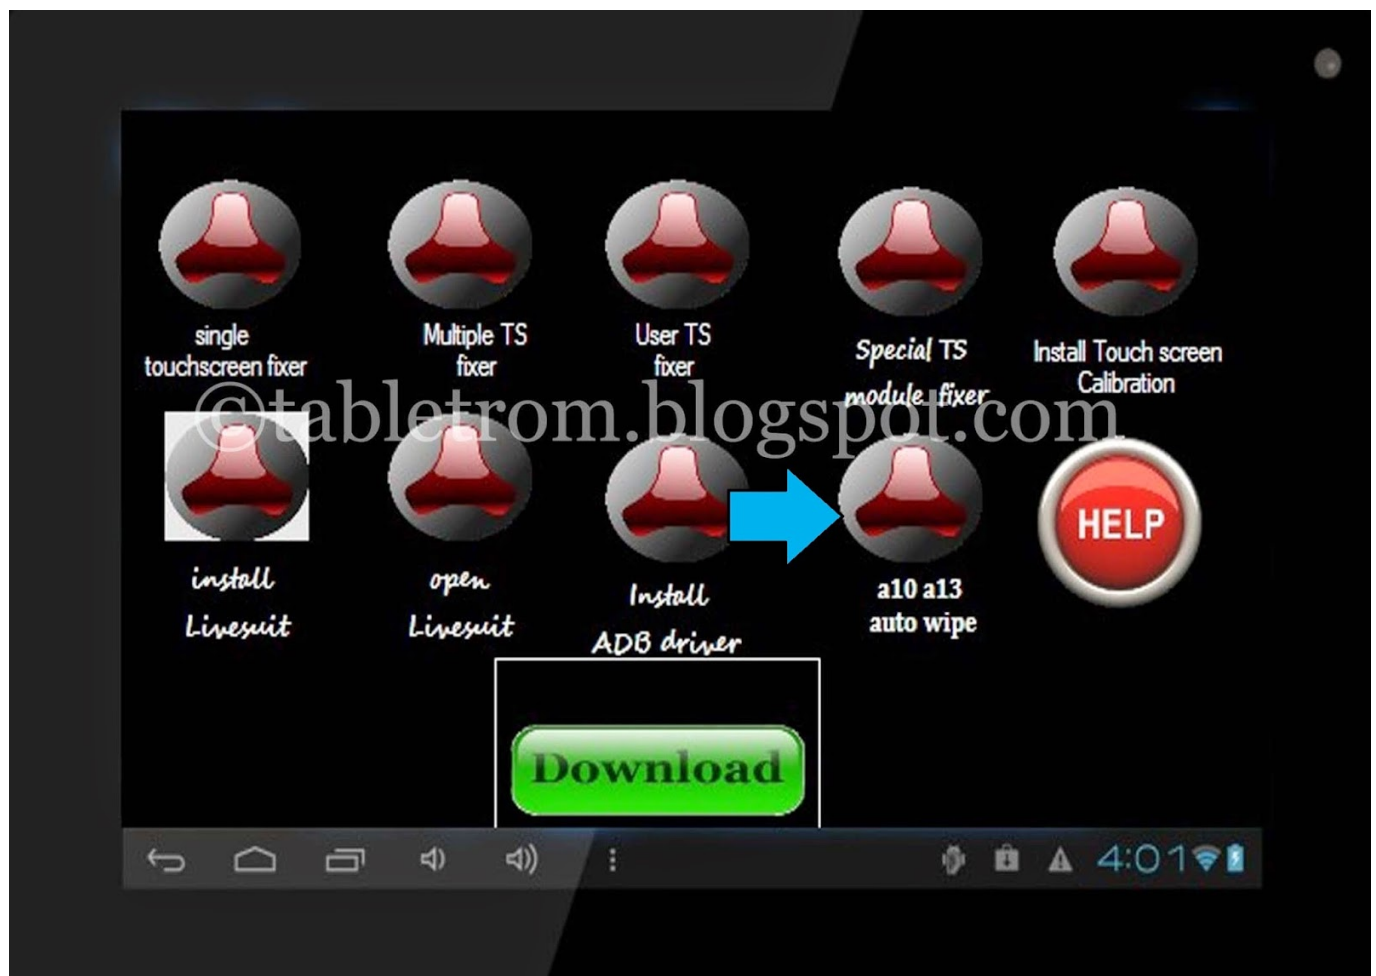 single
touchscreen fixer
Multiple TS
fixer
User TS
fixer
Special TS
module fixer
Install Touch screen
Calibration
©tabletrom.blogspot.com
install
Livesuit
open
Livesuit
Install
ADB driver
a10 a13
auto wipe
HELP
Download
4:01